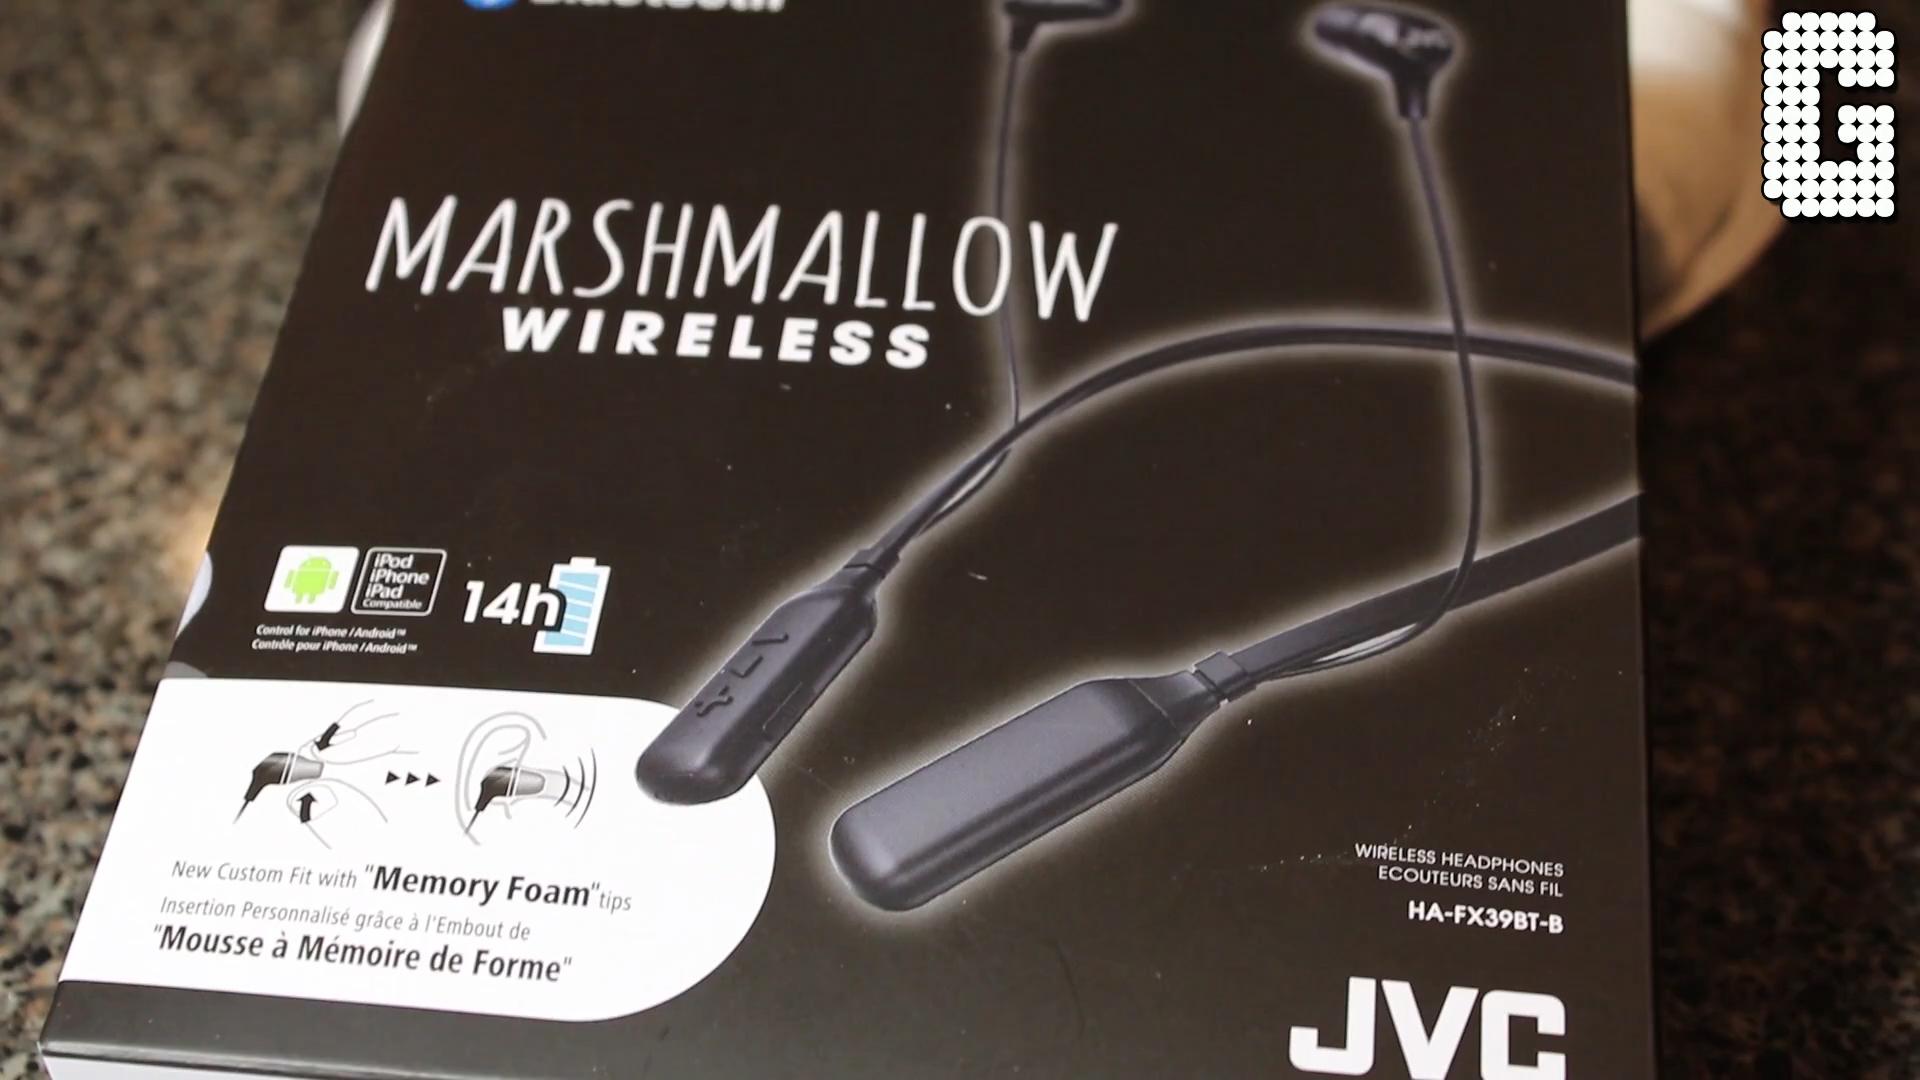 Bluetooth
G
MARSHMALLOW
WIRELESS
iPod
iPhone
iPad
Compatible
14h
Control for iPhone / Android™
Contrôle pour iPhone / Android™
New Custom Fit with "Memory Foam" tips
Insertion Personnalisé grâce à l'Embout de
"Mousse à Mémoire de Forme"
WIRELESS HEADPHONES
ECOUTEURS SANS FIL
HA-FX39BT-B
JVC